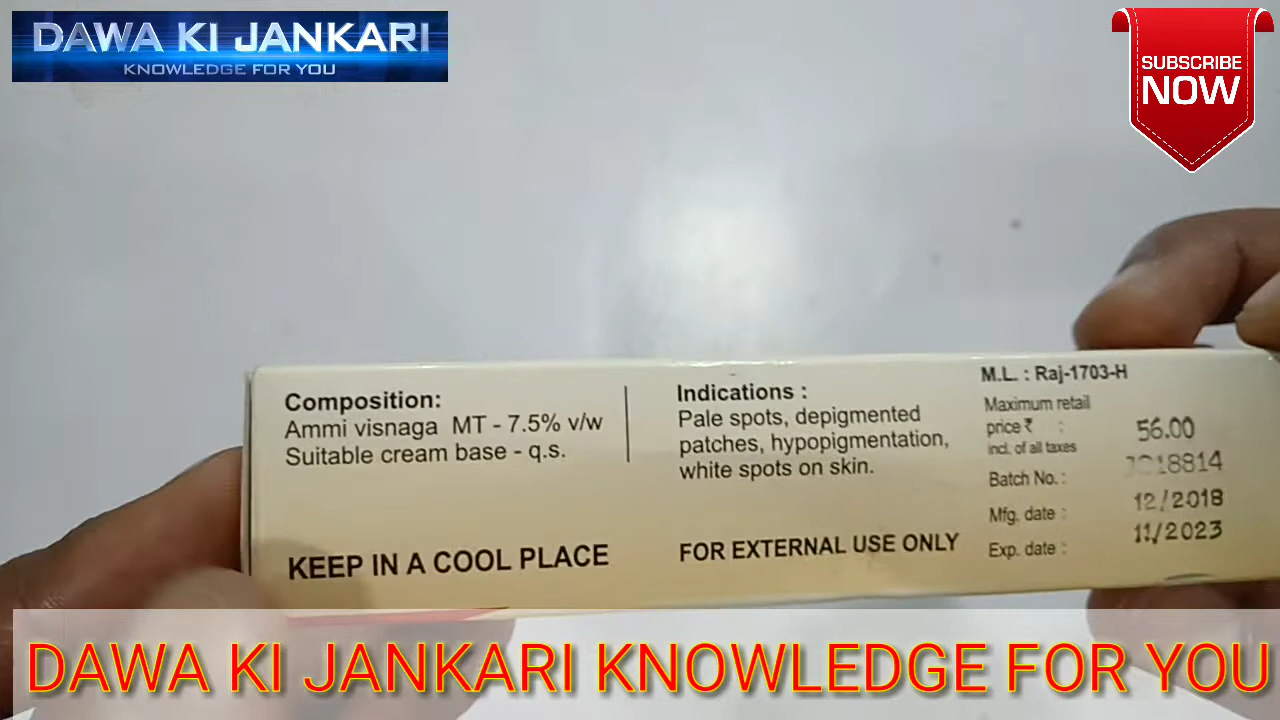 DAWA KI JANKARI
KNOWLEDGE FOR YOU
SUBSCRIBE
NOW
Composition:
Ammi visnaga MT - 7.5% v/w
Suitable cream base - q.s.
KEEP IN A COOL PLACE
Indications :
Pale spots, depigmented
patches, hypopigmentation,
white spots on skin.
FOR EXTERNAL USE ONLY
M.L. : Raj-1703-H
Maximum retail
price ₹ : 56.00
incl. of all taxes
Batch No. :
Mfg. date : 12/2018
Exp. date : 11/2023
DAWA KI JANKARI KNOWLEDGE FOR YOU